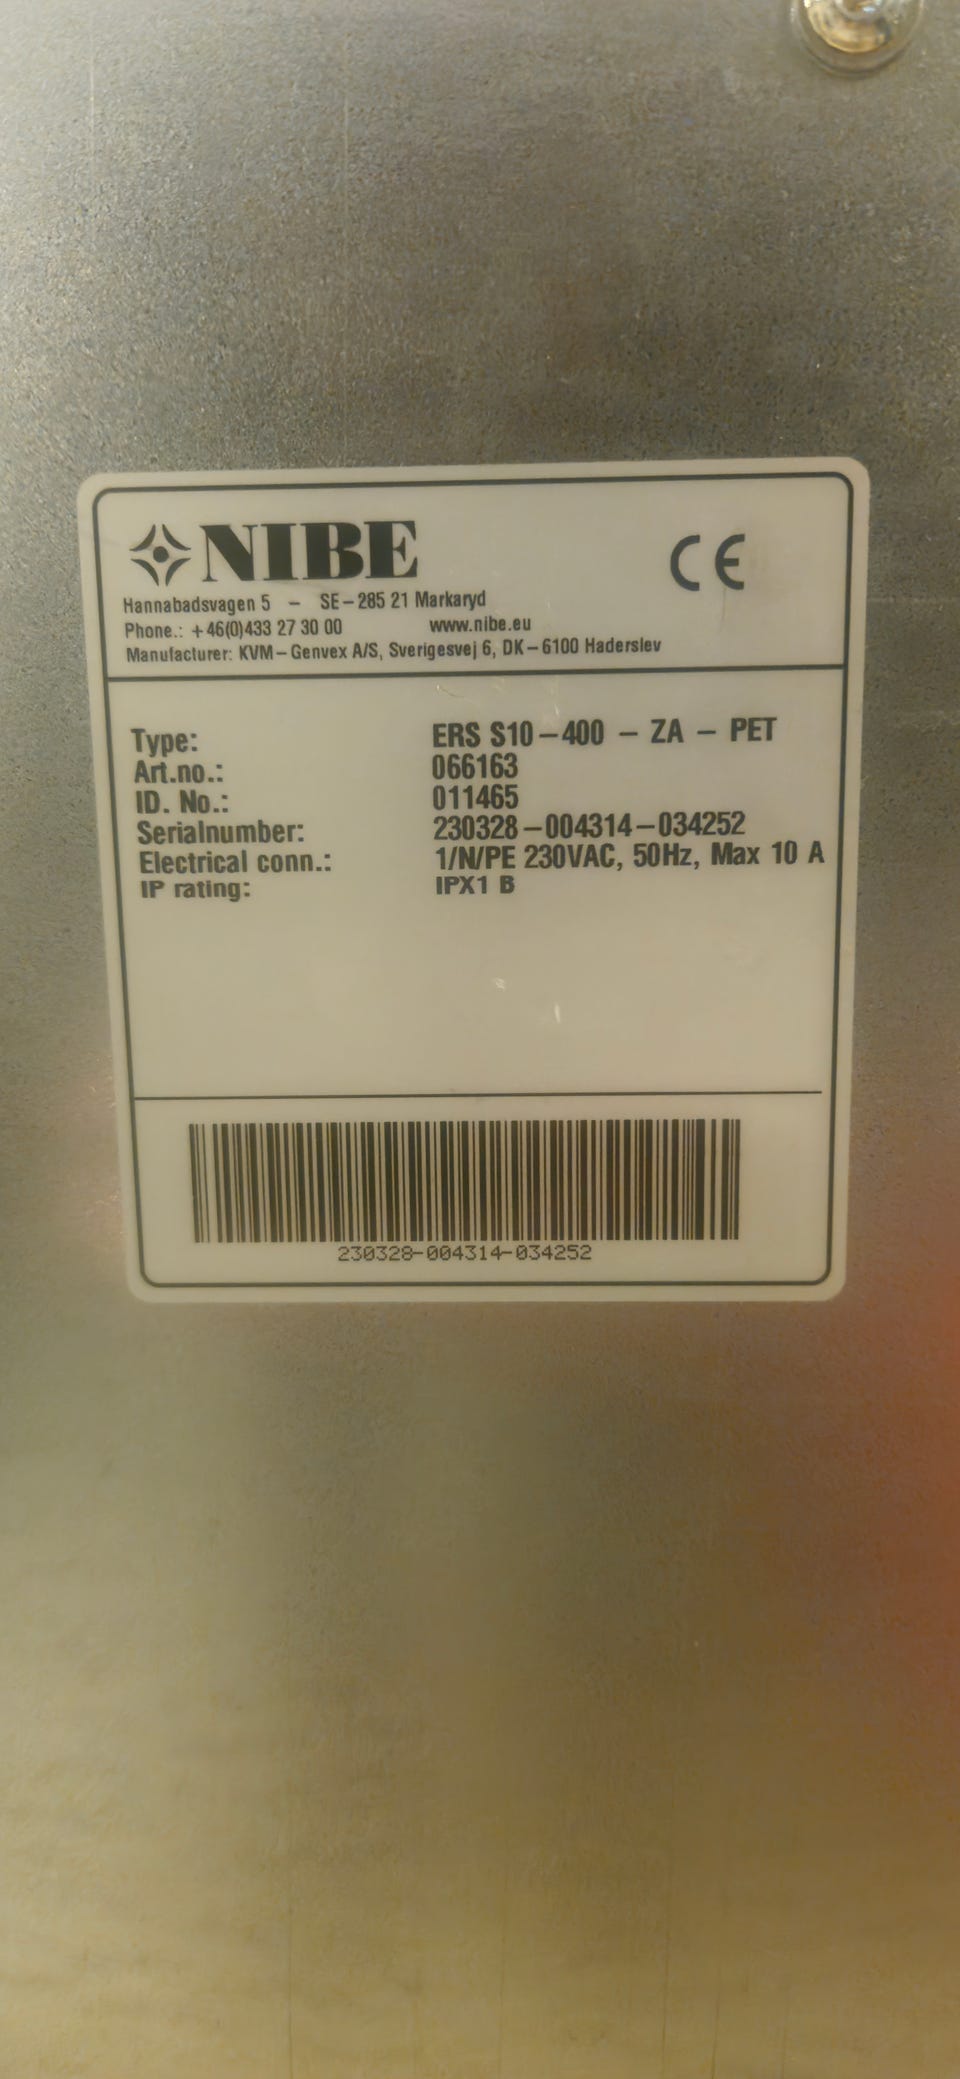 NIBE
CE
Hannabadsvagen 5 – SE–285 21 Markaryd
Phone.: +46(0)433 27 30 00 www.nibe.eu
Manufacturer: KVM–Genvex A/S, Sverigesvej 6, DK–6100 Haderslev
Type: ERS S10–400 – ZA – PET
Art.no.: 066163
ID. No.: 011465
Serialnumber: 230328–004314–034252
Electrical conn.: 1/N/PE 230VAC, 50Hz, Max 10 A
IP rating: IPX1 B
230328-004314-034252